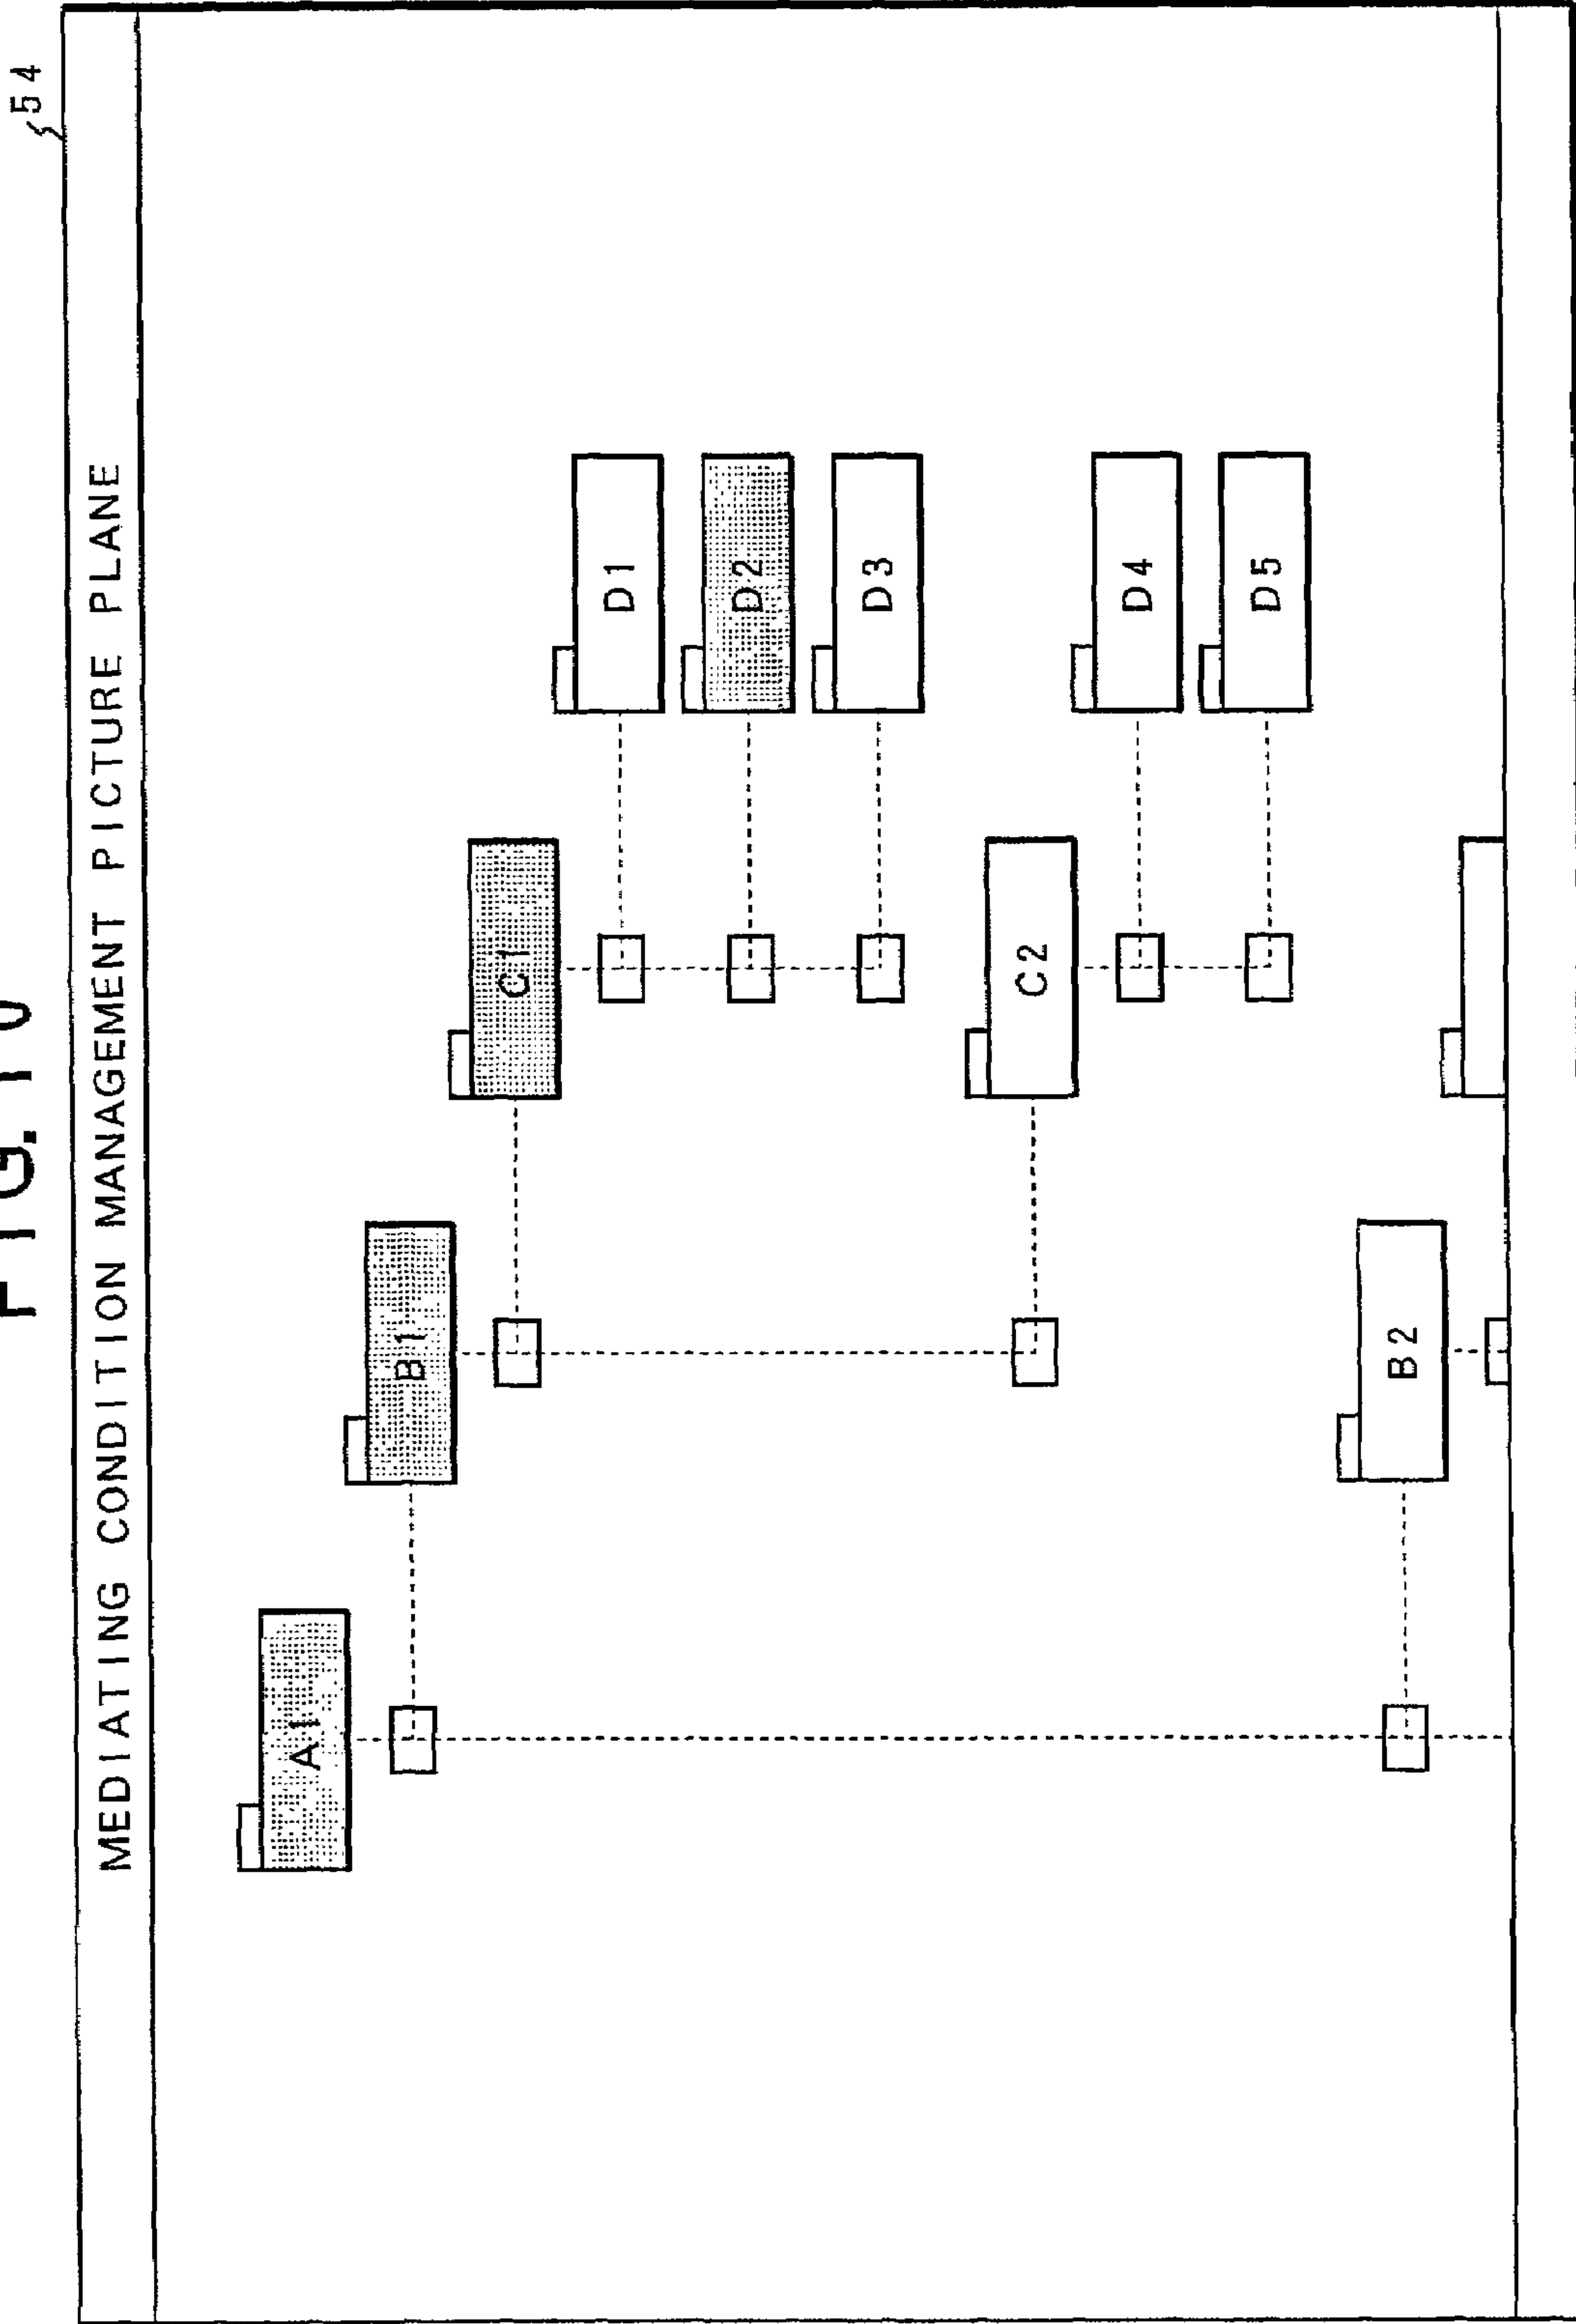 FIG. 10
54
MEDIATING CONDITION MANAGEMENT PICTURE PLANE
A1
B1
C1
D1
D2
D3
C2
D4
D5
B2